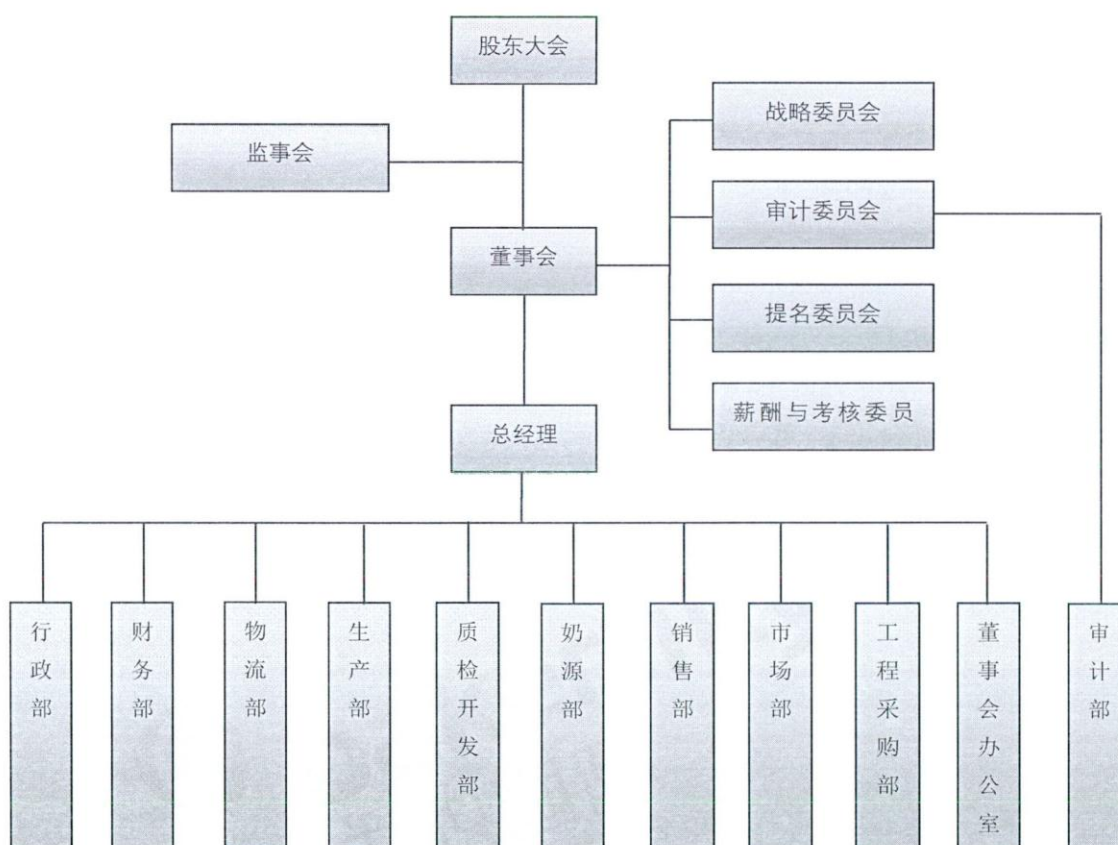 股东大会
监事会
战略委员会
审计委员会
董事会
提名委员会
薪酬与考核委员
总经理
行政部
财务部
物流部
生产部
质检开发部
奶源部
销售部
市场部
工程采购部
董事会办公室
审计部